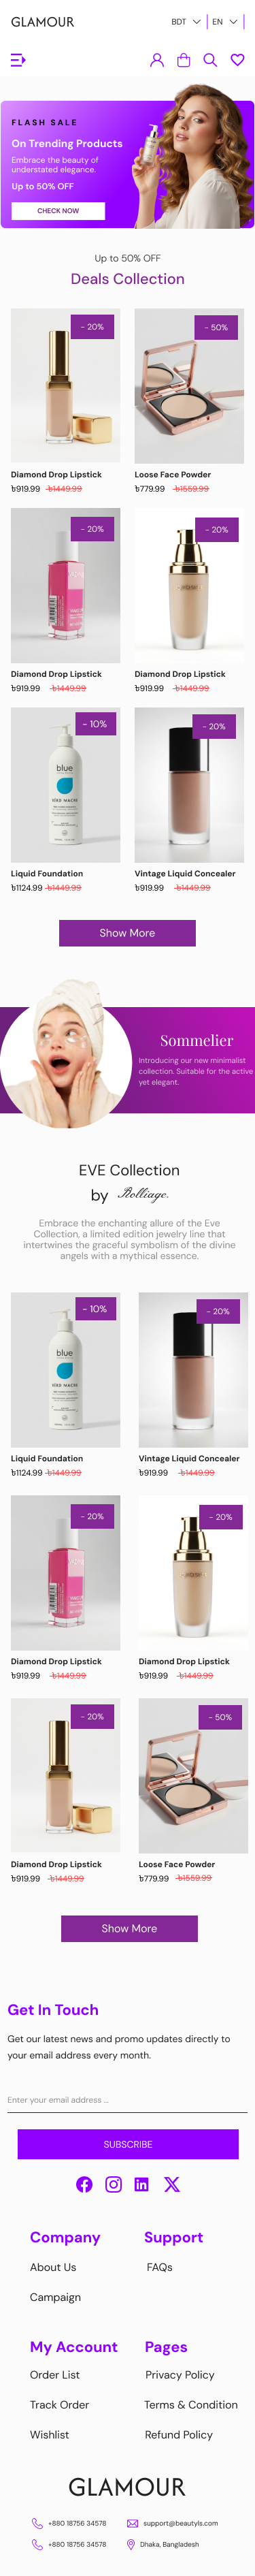 GLAMOUR
BDT
EN
FLASH SALE
On Trending Products
Embrace the beauty of
understated elegance.
Up to 50% OFF
CHECK NOW
Up to 50% OFF
Deals Collection
- 20%
- 50%
Diamond Drop Lipstick
৳919.99 ৳1449.99
Loose Face Powder
৳779.99 ৳1559.99
- 20%
- 20%
Diamond Drop Lipstick
৳919.99 ৳1449.99
Diamond Drop Lipstick
৳919.99 ৳1449.99
- 10%
blue
- 20%
Liquid Foundation
৳1124.99 ৳1449.99
Vintage Liquid Concealer
৳919.99 ৳1449.99
Show More
Sommelier
Introducing our new minimalist
collection. Suitable for the active
yet elegant.
EVE Collection
by Rolliage.
Embrace the enchanting allure of the Eve
Collection, a limited edition jewelry line that
intertwines the graceful symbolism of the divine
angels with a mythical essence.
- 10%
blue
- 20%
Liquid Foundation
৳1124.99 ৳1449.99
Vintage Liquid Concealer
৳919.99 ৳1449.99
- 20%
- 20%
Diamond Drop Lipstick
৳919.99 ৳1449.99
Diamond Drop Lipstick
৳919.99 ৳1449.99
- 20%
- 50%
Diamond Drop Lipstick
৳919.99 ৳1449.99
Loose Face Powder
৳779.99 ৳1559.99
Show More
Get In Touch
Get our latest news and promo updates directly to
your email address every month.
Enter your email address ...
SUBSCRIBE
Company
About Us
Campaign
Support
FAQs
My Account
Order List
Track Order
Wishlist
Pages
Privacy Policy
Terms & Condition
Refund Policy
GLAMOUR
+880 18756 34578
support@beautyls.com
+880 18756 34578
Dhaka, Bangladesh